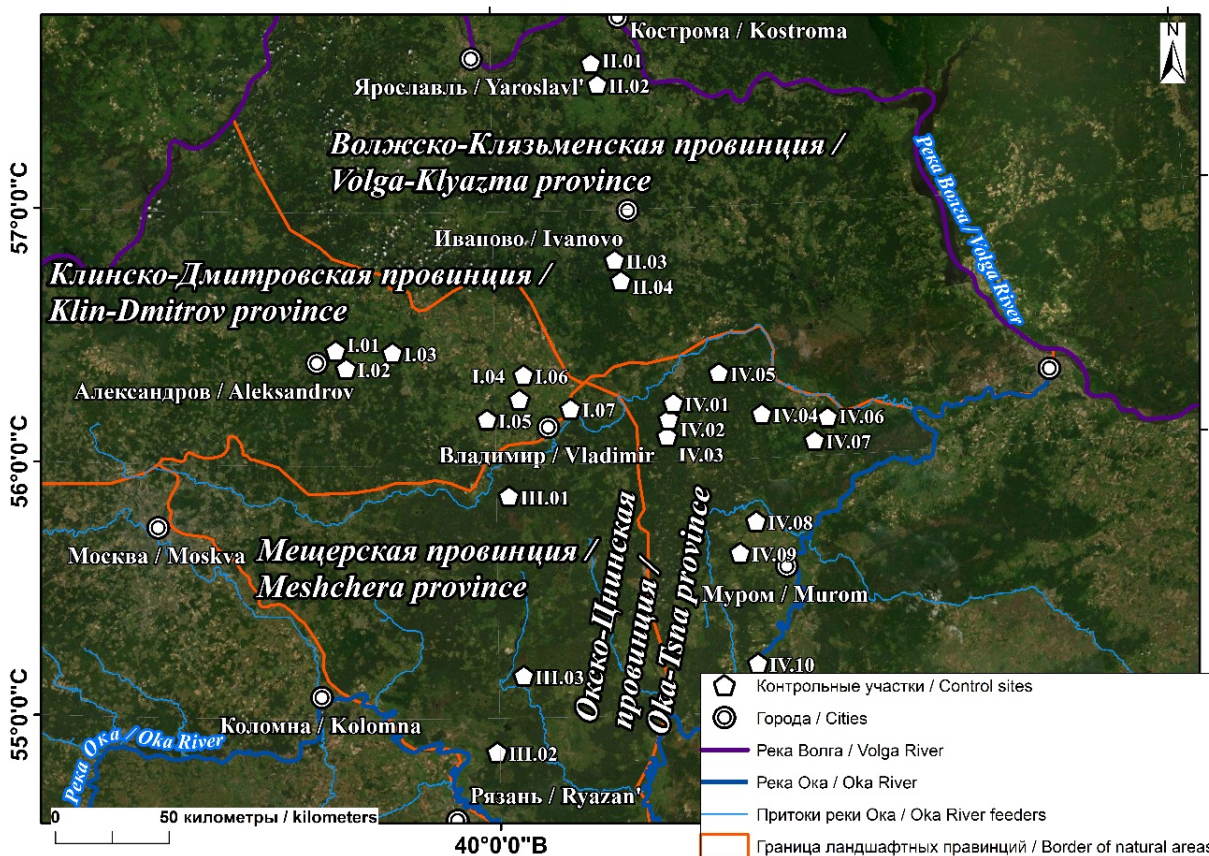 Кострома / Kostroma
N
II.01
Ярославль / Yaroslavl'
II.02
Волжско-Клязьменская провинция /
Volga-Klyazma province
Река Волга / Volga River
57°0'0"С
Иваново / Ivanovo
II.03
II.04
Клинско-Дмитровская провинция /
Klin-Dmitrov province
I.01
I.03
I.02
Александров / Aleksandrov
I.04
I.06
I.05
I.07
IV.05
IV.01
IV.04
IV.06
IV.02
IV.07
IV.03
Владимир / Vladimir
56°0'0"С
III.01
Москва / Moskva
Мещерская провинция /
Meshchera province
Окско-Цнинская
провинция /
Oka-Tsna province
IV.08
IV.09
Муром / Murom
IV.10
III.03
55°0'0"С
Коломна / Kolomna
Река Ока / Oka River
III.02
Рязань / Ryazan'
0
50 километры / kilometers
40°0'0"В
Контрольные участки / Control sites
Города / Cities
Река Волга / Volga River
Река Ока / Oka River
Притоки реки Ока / Oka River feeders
Граница ландшафтных правинций / Border of natural areas